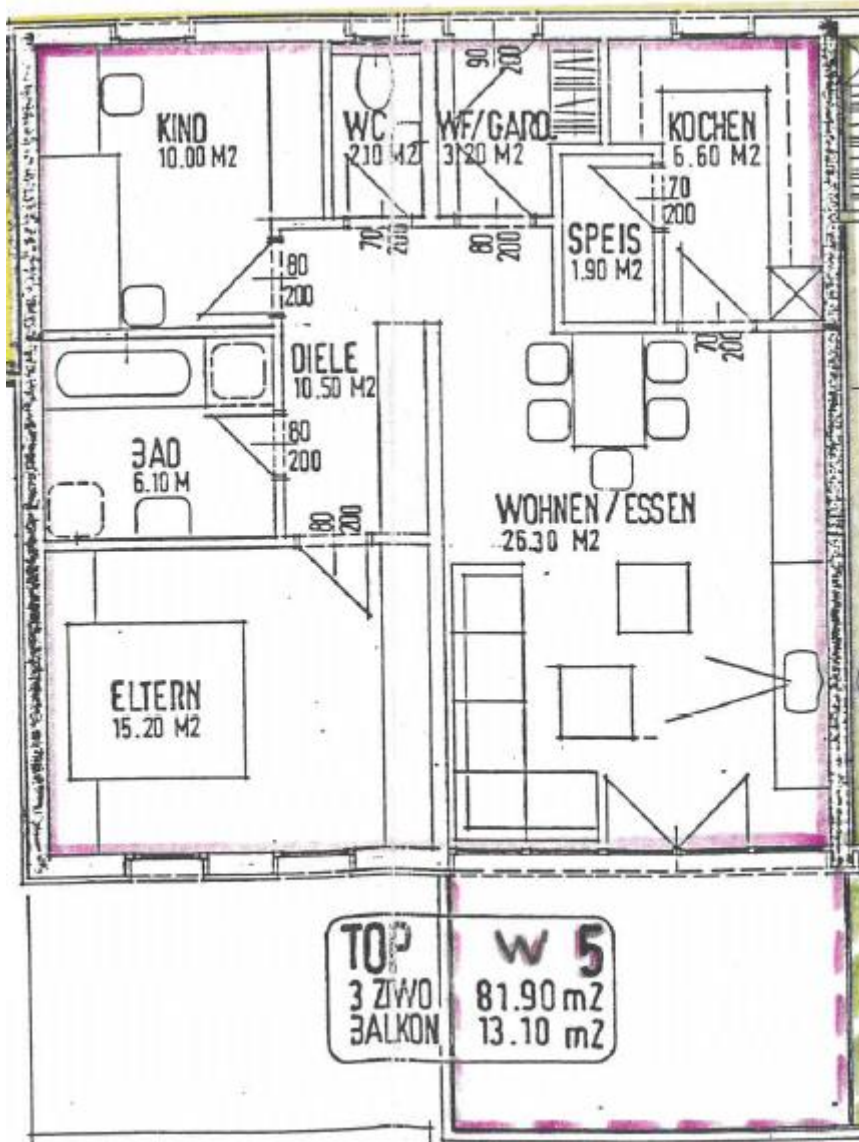 KIND
10.00 M2
WC
2.10 M2
WF/GARD.
3.20 M2
KOCHEN
6.60 M2
90
200
70
200
SPEIS
1.90 M2
70
200
80
200
80
200
DIELE
10.50 M2
70
200
BAD
6.10 M
80
200
80
200
WOHNEN / ESSEN
26.30 M2
ELTERN
15.20 M2
TOP W 5
3 ZIWO 81.90 m2
BALKON 13.10 m2